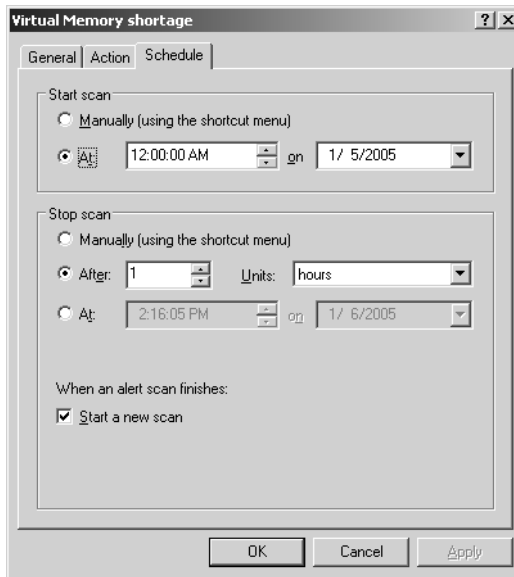 Virtual Memory shortage
General Action Schedule
Start scan
Manually (using the shortcut menu)
At: 12:00:00 AM on 1/ 5/2005
Stop scan
Manually (using the shortcut menu)
After: 1 Units: hours
At: 2:16:05 PM on 1/ 6/2005
When an alert scan finishes:
Start a new scan
OK Cancel Apply